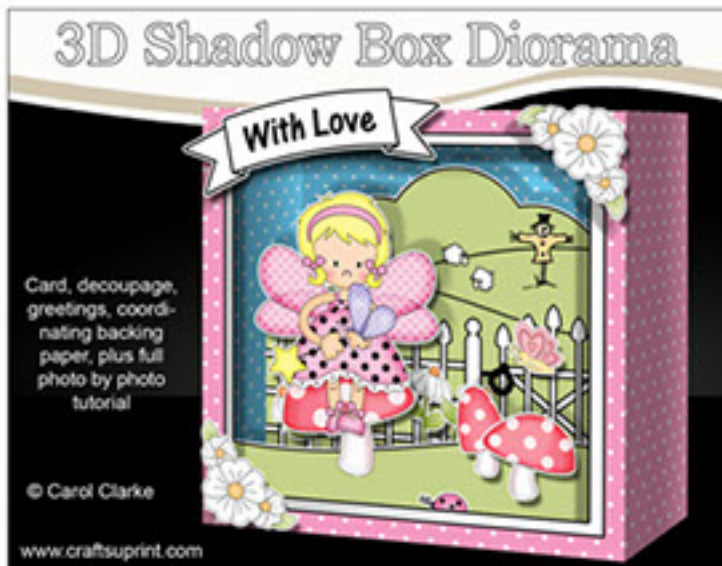 3D Shadow Box Diorama
With Love
Card, decoupage,
greetings, coordi-
nating backing
paper, plus full
photo by photo
tutorial
© Carol Clarke
www.craftsuprint.com